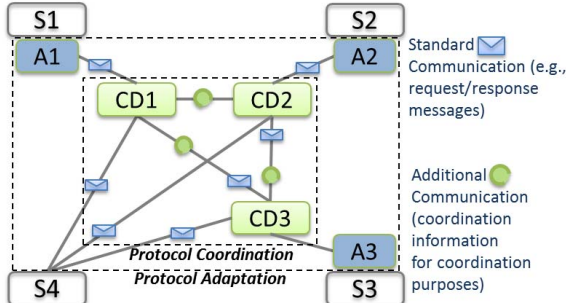 S1
S2
A1
A2
Standard
Communication (e.g.,
request/response
messages)
CD1
CD2
Additional
Communication
(coordination
information
for coordination
purposes)
CD3
A3
Protocol Coordination
Protocol Adaptation
S4
S3